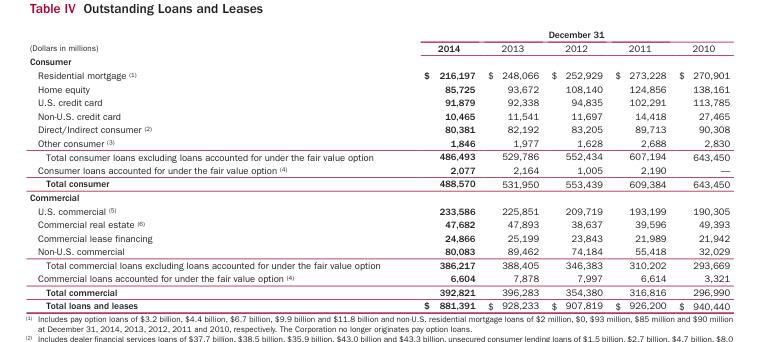 Table IV Outstanding Loans and Leases
December 31
(Dollars in millions) 2014 2013 2012 2011 2010
Consumer
Residential mortgage (1) $ 216,197 $ 248,066 $ 252,929 $ 273,228 $ 270,901
Home equity 85,725 93,672 108,140 124,856 138,161
U.S. credit card 91,879 92,338 94,835 102,291 113,785
Non-U.S. credit card 10,465 11,541 11,697 14,418 27,465
Direct/Indirect consumer (2) 80,381 82,192 83,205 89,713 90,308
Other consumer (3) 1,846 1,977 1,628 2,688 2,830
Total consumer loans excluding loans accounted for under the fair value option 486,493 529,786 552,434 607,194 643,450
Consumer loans accounted for under the fair value option (4) 2,077 2,164 1,005 2,190 —
Total consumer 488,570 531,950 553,439 609,384 643,450
Commercial
U.S. commercial (5) 233,586 225,851 209,719 193,199 190,305
Commercial real estate (6) 47,682 47,893 38,637 39,596 49,393
Commercial lease financing 24,866 25,199 23,843 21,989 21,942
Non-U.S. commercial 80,083 89,462 74,184 55,418 32,029
Total commercial loans excluding loans accounted for under the fair value option 386,217 388,405 346,383 310,202 293,669
Commercial loans accounted for under the fair value option (4) 6,604 7,878 7,997 6,614 3,321
Total commercial 392,821 396,283 354,380 316,816 296,990
Total loans and leases $ 881,391 $ 928,233 $ 907,819 $ 926,200 $ 940,440
(1) Includes pay option loans of $3.2 billion, $4.4 billion, $6.7 billion, $9.9 billion and $11.8 billion and non-U.S. residential mortgage loans of $2 million, $0, $93 million, $85 million and $90 million
at December 31, 2014, 2013, 2012, 2011 and 2010, respectively. The Corporation no longer originates pay option loans.
(2) Includes dealer financial services loans of $37.7 billion, $38.5 billion, $35.9 billion, $43.0 billion and $43.3 billion, unsecured consumer lending loans of $1.5 billion, $2.7 billion, $4.7 billion, $8.0